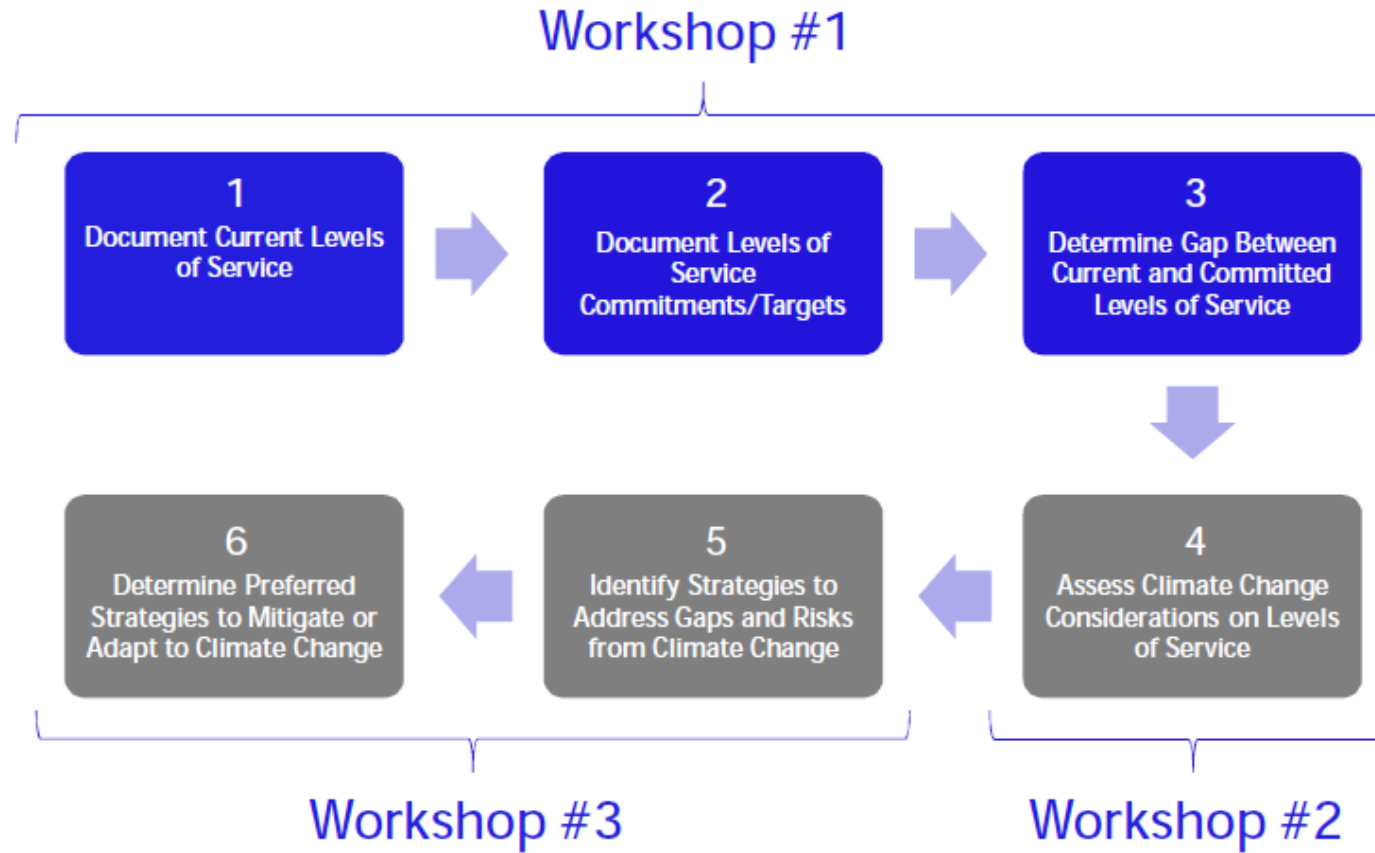 Workshop #1
1
Document Current Levels
of Service
2
Document Levels of
Service
Commitments/Targets
3
Determine Gap Between
Current and Committed
Levels of Service
4
Assess Climate Change
Considerations on Levels
of Service
5
Identify Strategies to
Address Gaps and Risks
from Climate Change
6
Determine Preferred
Strategies to Mitigate or
Adapt to Climate Change
Workshop #3
Workshop #2